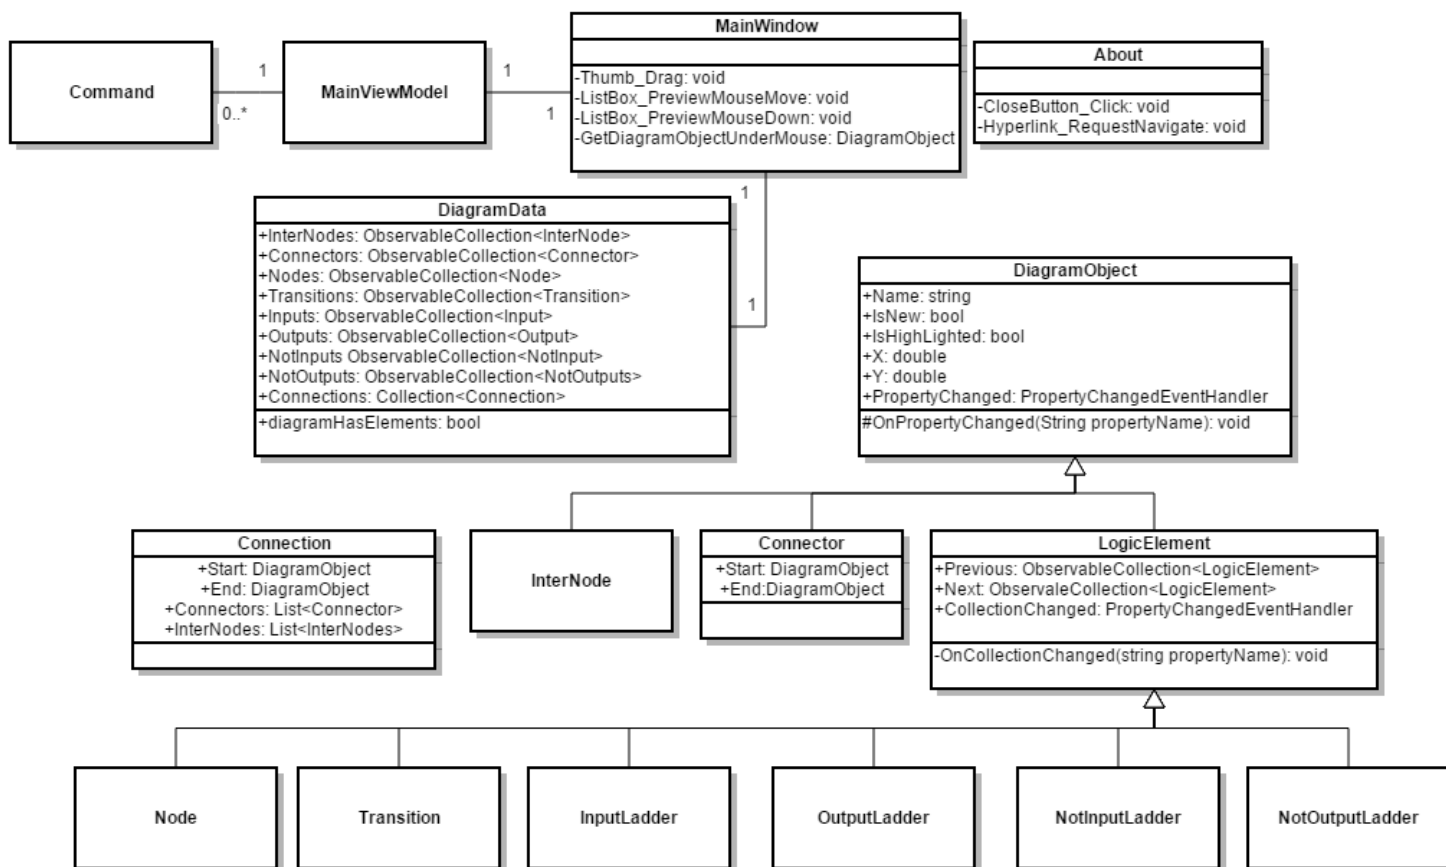 Command
1
0..*
MainViewModel
1
1
MainWindow
-Thumb_Drag: void
-ListBox_PreviewMouseMove: void
-ListBox_PreviewMouseDown: void
-GetDiagramObjectUnderMouse: DiagramObject
About
-CloseButton_Click: void
-Hyperlink_RequestNavigate: void
1
1
DiagramData
+InterNodes: ObservableCollection<InterNode>
+Connectors: ObservableCollection<Connector>
+Nodes: ObservableCollection<Node>
+Transitions: ObservableCollection<Transition>
+Inputs: ObservableCollection<Input>
+Outputs: ObservableCollection<Output>
+NotInputs ObservableCollection<NotInput>
+NotOutputs: ObservableCollection<NotOutputs>
+Connections: Collection<Connection>
+diagramHasElements: bool
DiagramObject
+Name: string
+IsNew: bool
+IsHighLighted: bool
+X: double
+Y: double
+PropertyChanged: PropertyChangedEventHandler
#OnPropertyChanged(String propertyName): void
Connection
+Start: DiagramObject
+End: DiagramObject
+Connectors: List<Connector>
+InterNodes: List<InterNodes>
InterNode
Connector
+Start: DiagramObject
+End:DiagramObject
LogicElement
+Previous: ObservableCollection<LogicElement>
+Next: ObservaleCollection<LogicElement>
+CollectionChanged: PropertyChangedEventHandler
-OnCollectionChanged(string propertyName): void
Node
Transition
InputLadder
OutputLadder
NotInputLadder
NotOutputLadder